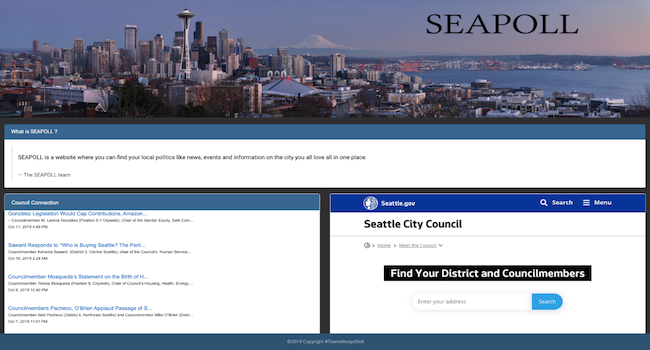 SEAPOLL
What is SEAPOLL ?
SEAPOLL is a website where you can find your local politics like news, events and information on the city you all love all in one place.
– The SEAPOLL team
Council Connection
González Legislation Would Cap Contributions, Amazon...
– Councilmember M. Lorena González (Position 9 // Citywide), Chair of the Gender Equity, Safe Com...
Oct 17, 2019 5:49 PM
Sawant Responds to "Who is Buying Seattle? The Peril...
Councilmember Kshama Sawant (District 3, Central Seattle), chair of the Council's Human Service...
Oct 16, 2019 2:24 AM
Councilmember Mosqueda's Statement on the Birth of H...
Councilmember Teresa Mosqueda (Position 8, Citywide), Chair of Council's Housing, Health, Energy ...
Oct 9, 2019 10:40 PM
Councilmembers Pacheco, O'Brien Applaud Passage of S...
Councilmember Abel Pacheco (District 4, Northeast Seattle) and Councilmember Mike O'Brien (Distri...
Oct 7, 2019 11:01 PM
Seattle.gov
Search
Menu
Seattle City Council
Home
Meet the Council
Find Your District and Councilmembers
Enter your address
Search
©2019 Copyright #TeamAlwaysSick